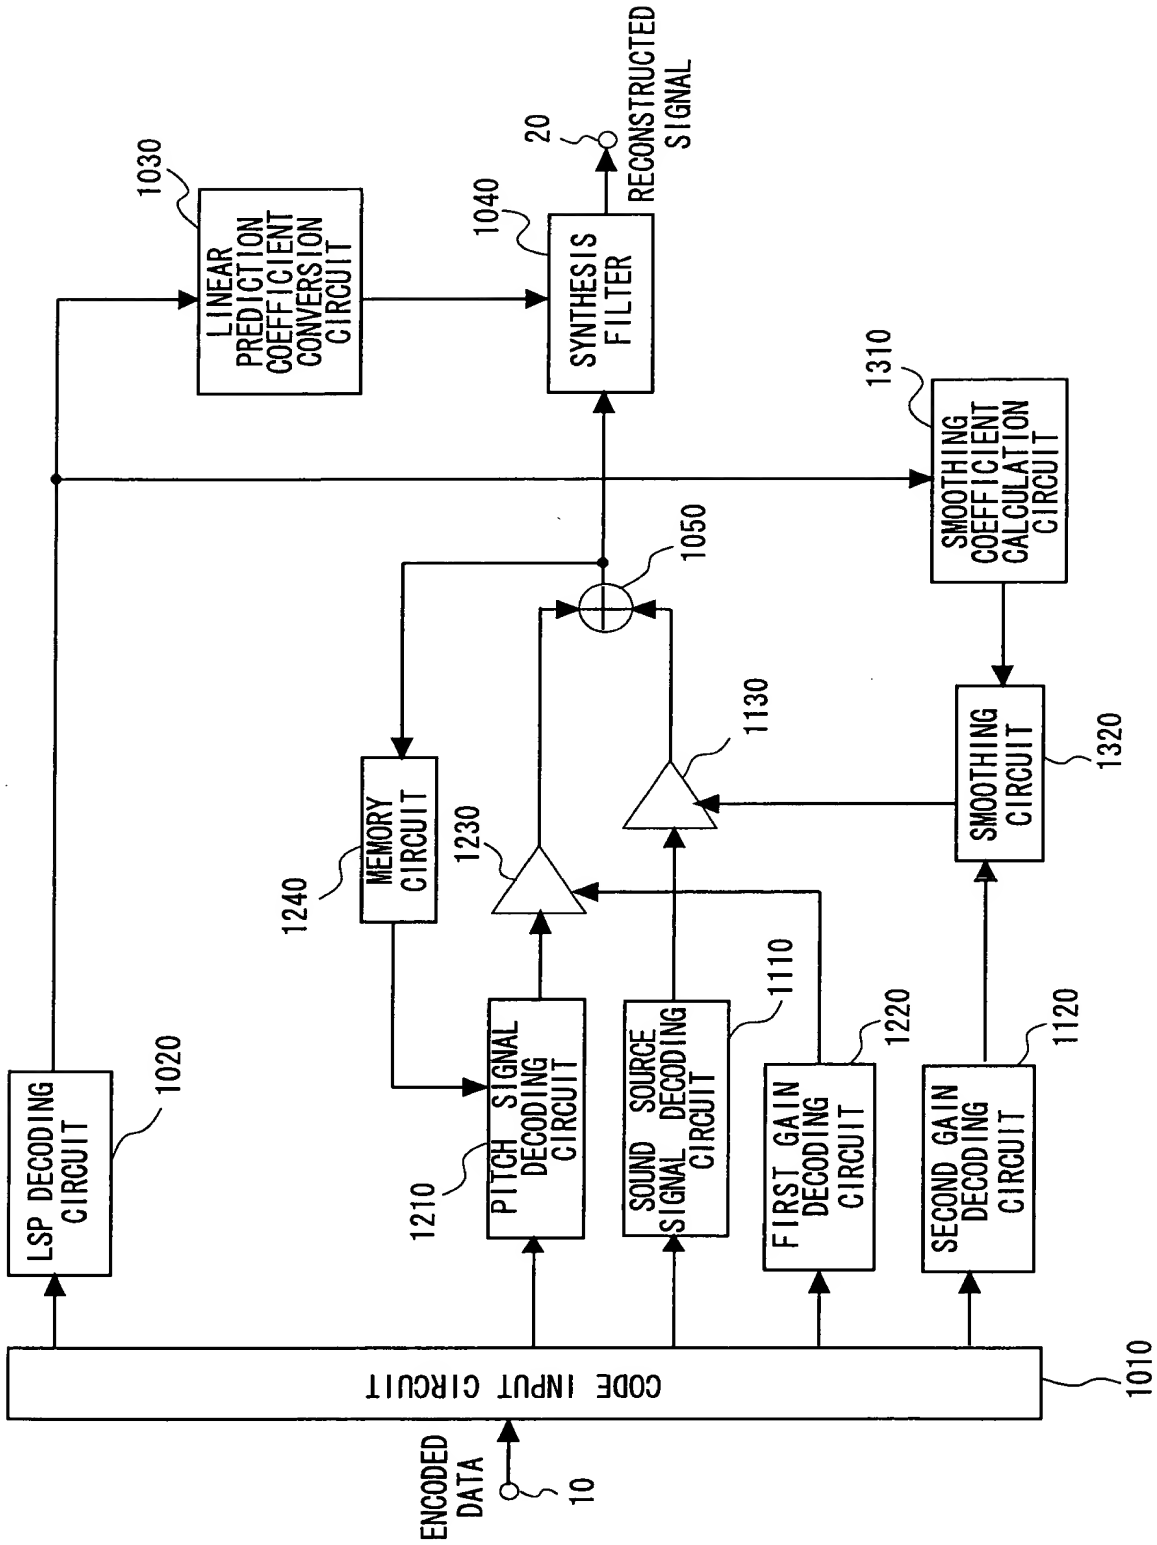 ENCODED
DATA
10
CODE INPUT CIRCUIT
1010
LSP DECODING
CIRCUIT
1020
1210
PITCH SIGNAL
DECODING
CIRCUIT
SOUND SOURCE
SIGNAL DECODING
CIRCUIT
1110
FIRST GAIN
DECODING
CIRCUIT
1220
SECOND GAIN
DECODING
CIRCUIT
1120
1240
MEMORY
CIRCUIT
1230
1130
SMOOTHING
CIRCUIT
1320
1050
SMOOTHING
COEFFICIENT
CALCULATION
CIRCUIT
1310
LINEAR
PREDICTION
COEFFICIENT
CONVERSION
CIRCUIT
1030
SYNTHESIS
FILTER
1040
20
RECONSTRUCTED
SIGNAL